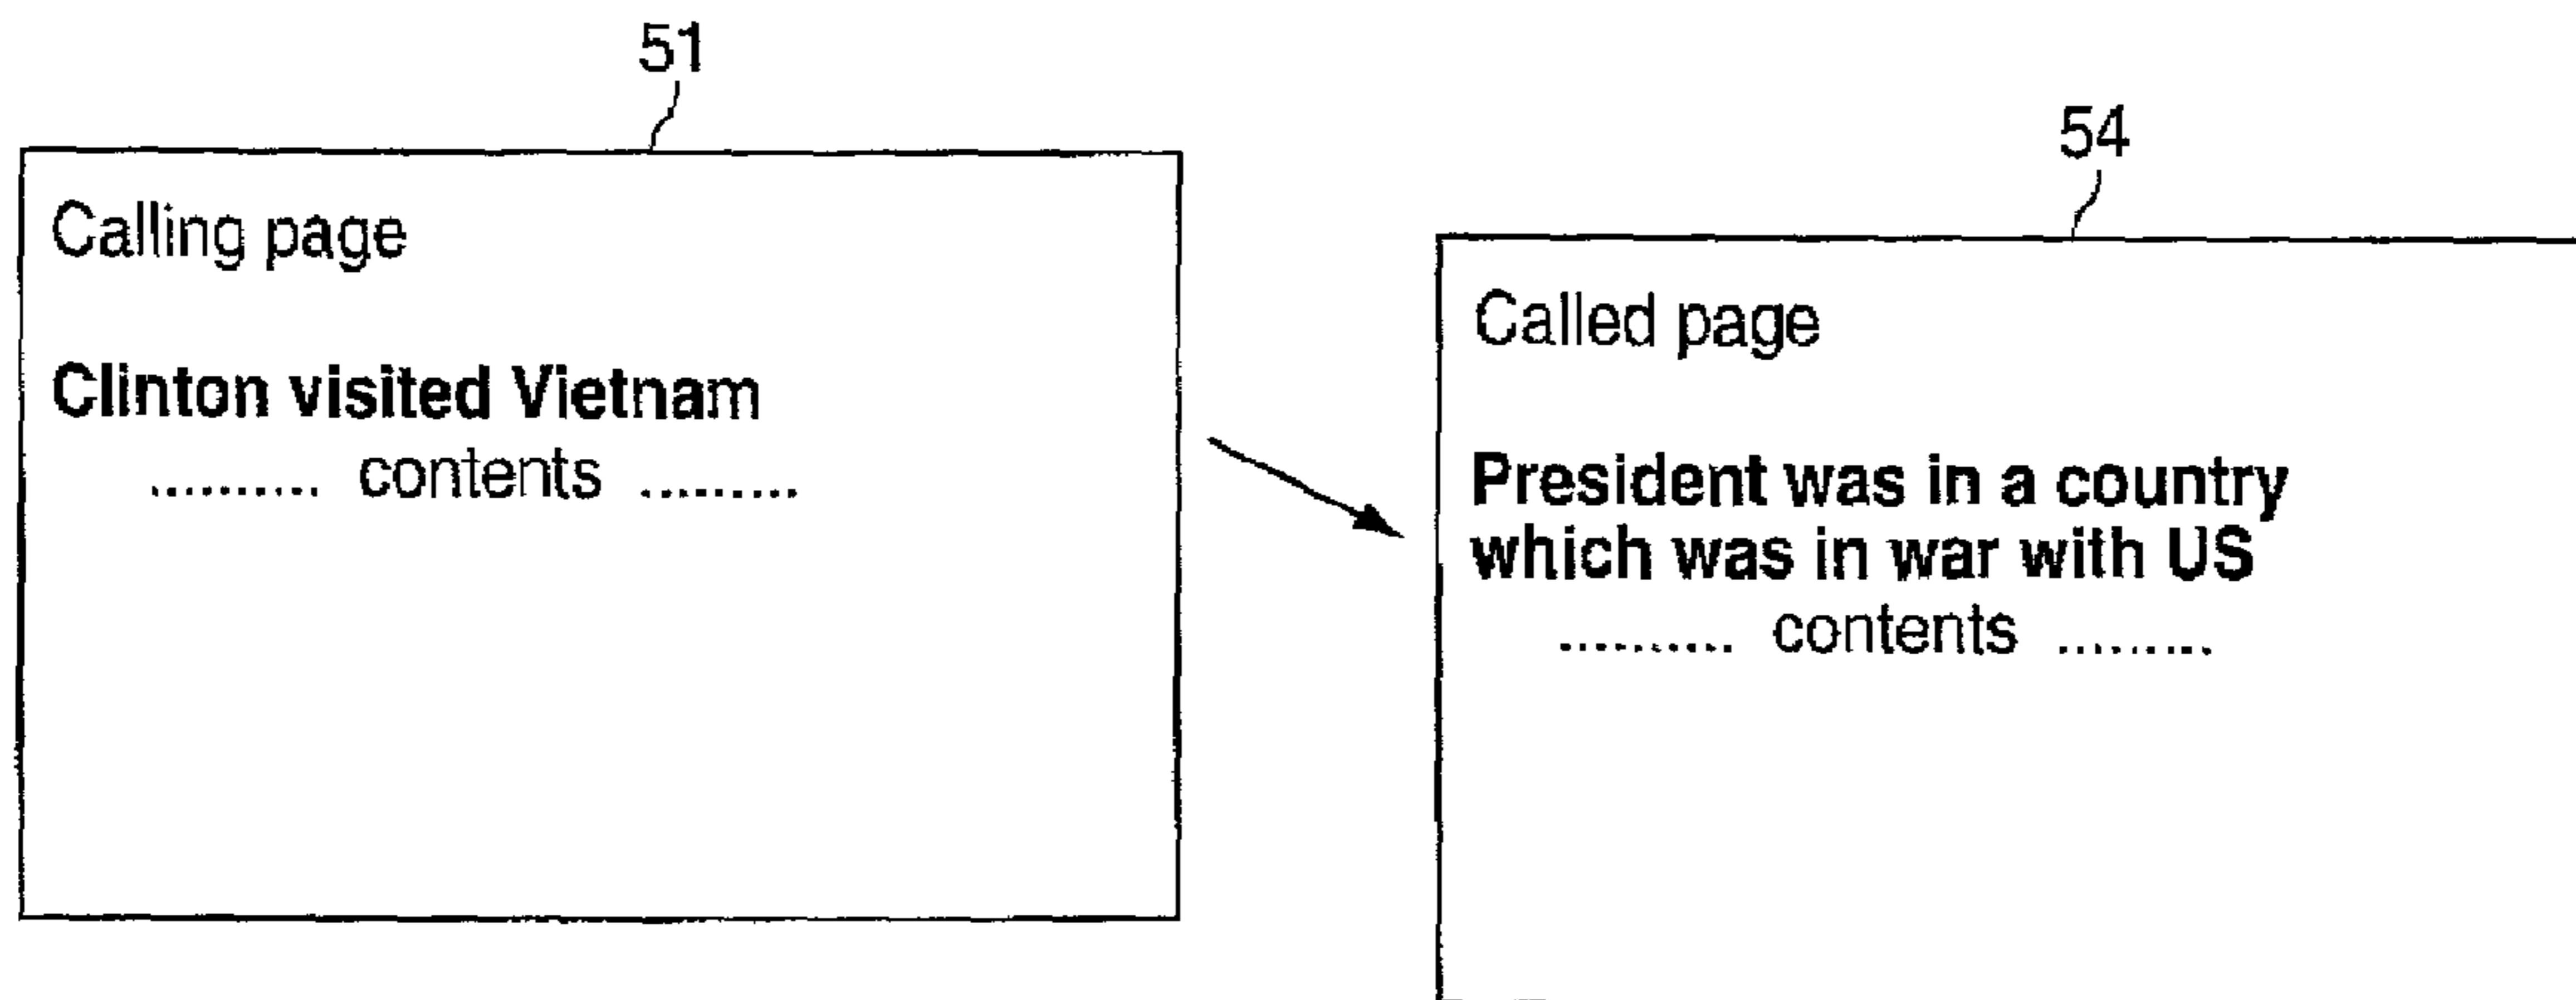 51
Calling page
Clinton visited Vietnam
.......... contents .........
54
Called page
President was in a country
which was in war with US
.......... contents .........